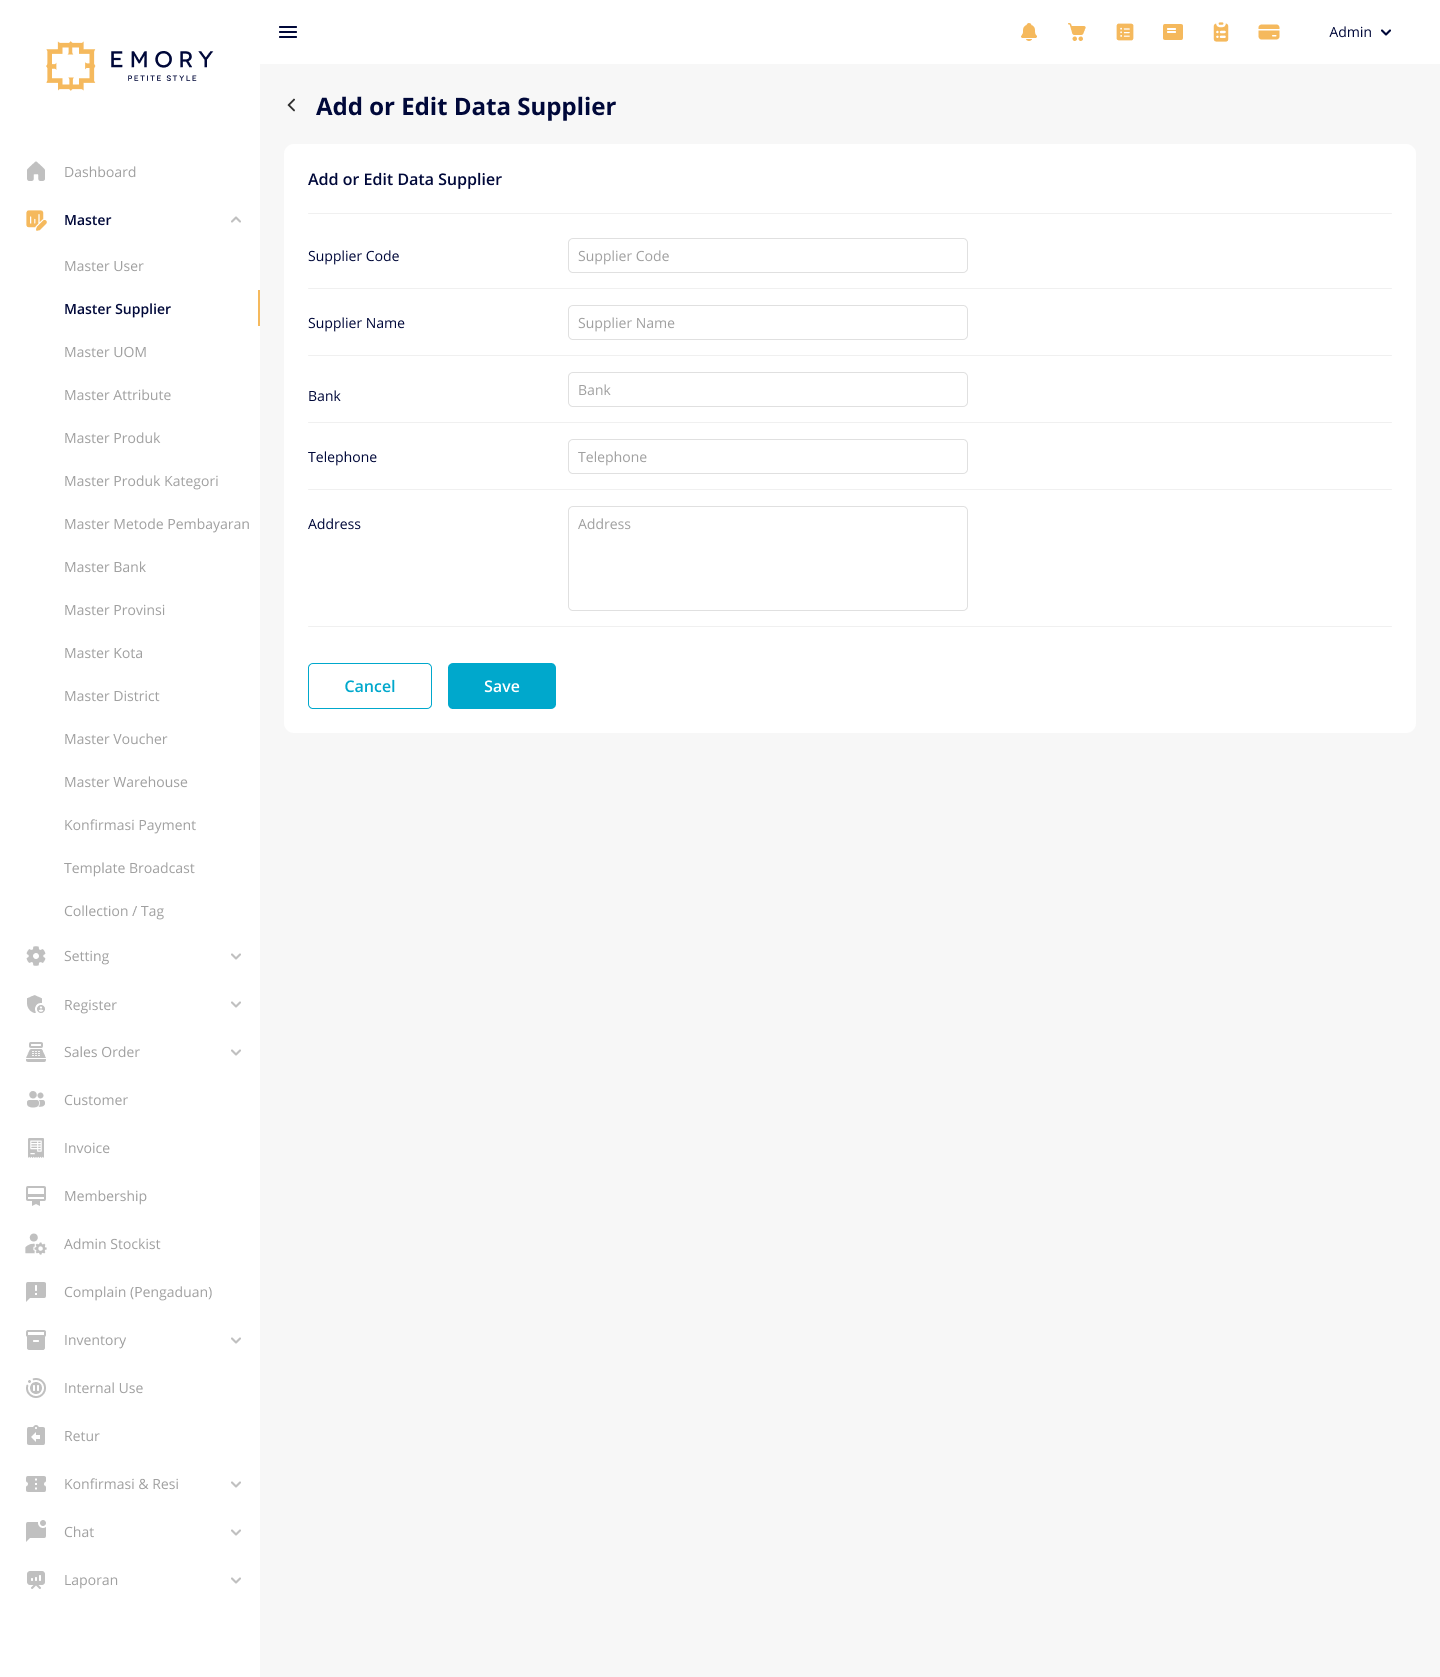 EMORY
PETITE STYLE
Admin
Add or Edit Data Supplier
Dashboard
Master
Master User
Master Supplier
Master UOM
Master Attribute
Master Produk
Master Produk Kategori
Master Metode Pembayaran
Master Bank
Master Provinsi
Master Kota
Master District
Master Voucher
Master Warehouse
Konfirmasi Payment
Template Broadcast
Collection / Tag
Setting
Register
Sales Order
Customer
Invoice
Membership
Admin Stockist
Complain (Pengaduan)
Inventory
Internal Use
Retur
Konfirmasi & Resi
Chat
Laporan
Add or Edit Data Supplier
Supplier Code
Supplier Code
Supplier Name
Supplier Name
Bank
Bank
Telephone
Telephone
Address
Address
Cancel
Save